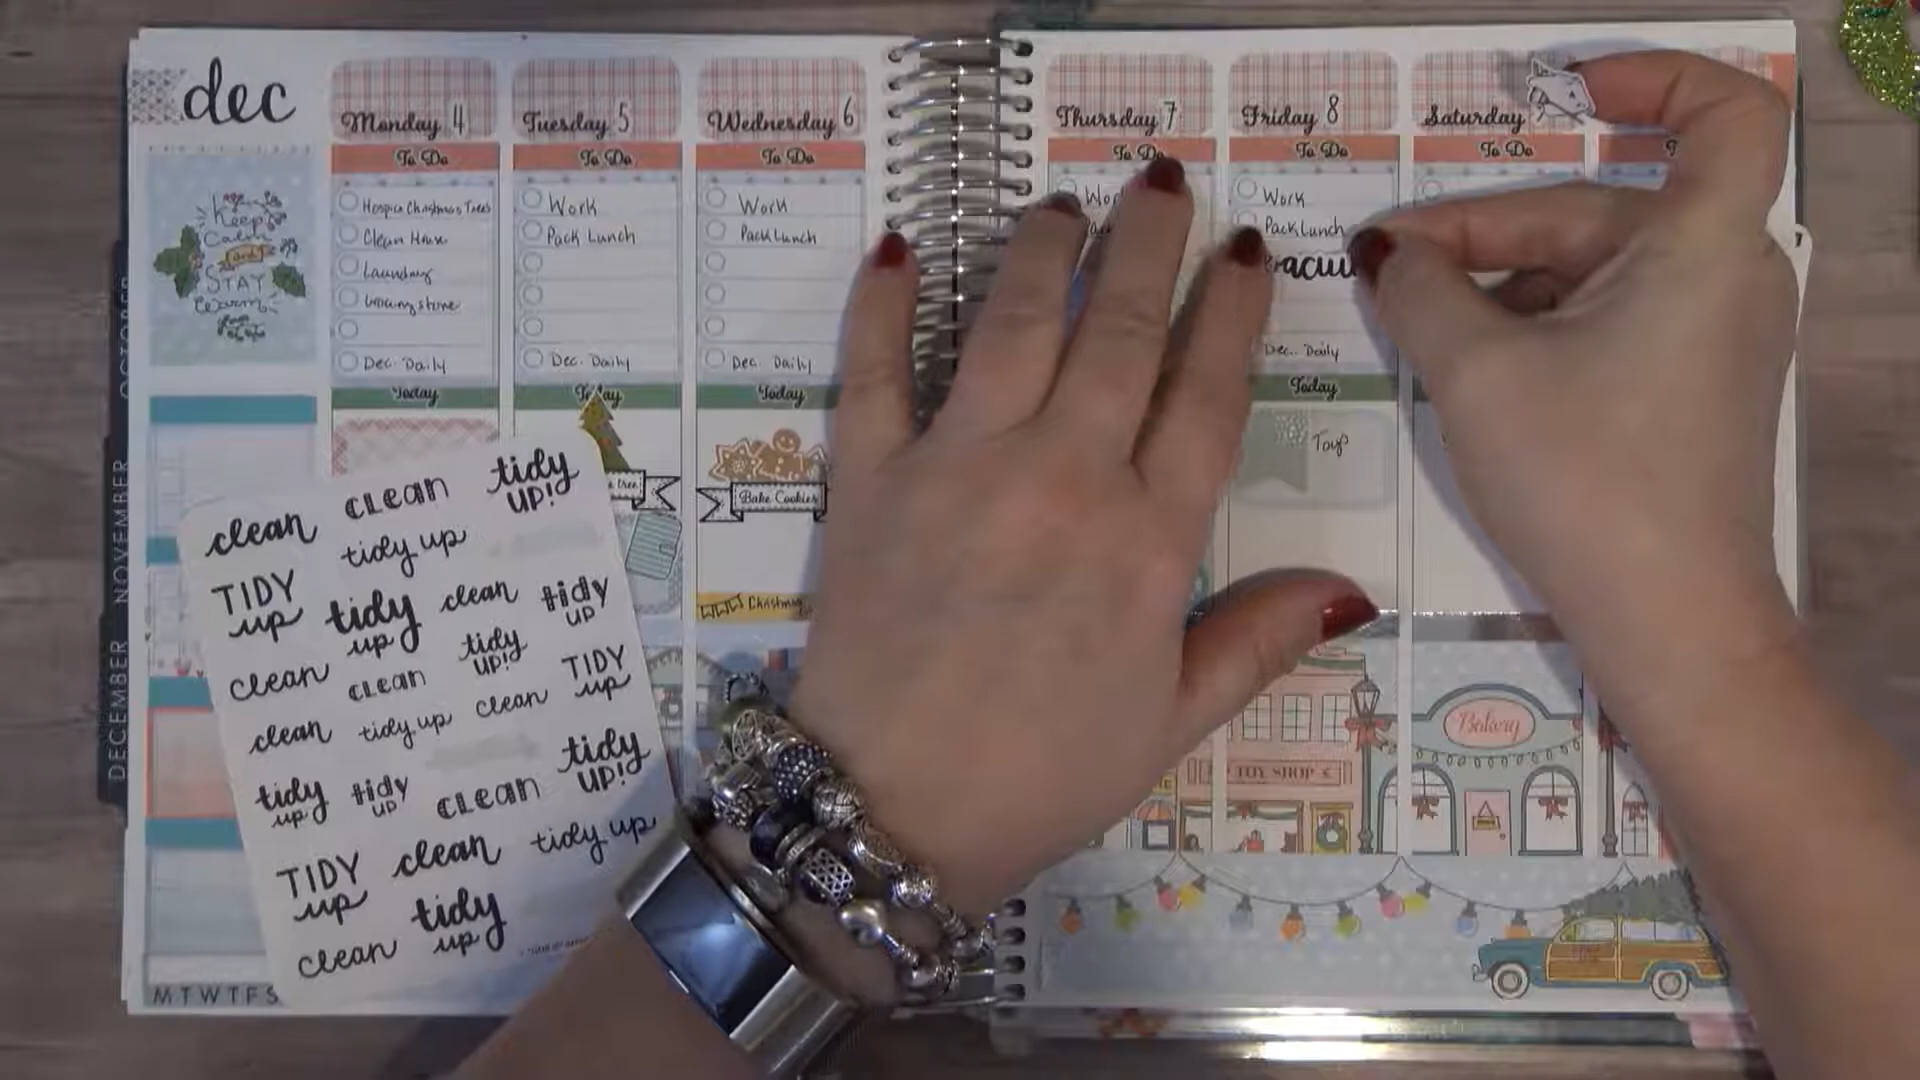 dec
Monday 4
Tuesday 5
Wednesday 6
Thursday 7
Friday 8
Saturday
To Do
To Do
To Do
To Do
To Do
To Do
Keep
Calm
and
STAY
Warm
Hospice Christmas Trees
Clean House
Laundry
Dec. Daily
Today
Work
Pack Lunch
Dec. Daily
Today
Work
Pack Lunch
Dec. Daily
Today
Bake Cookies
Christmas
Work
Pack Lunch
Dec. Daily
Today
Toys
TOY SHOP
Bakery
OCTOBER
NOVEMBER
DECEMBER
clean
CLEAN
tidy
UP!
tidy up
TIDY
up
tidy
up
clean
tidy
UP
clean
CLEAN
tidy
UP!
TIDY
up
clean
tidy up
clean
tidy
up
tidy
UP
CLEAN
tidy
UP!
TIDY
up
clean
tidy up
clean
tidy
up
M T W T F S